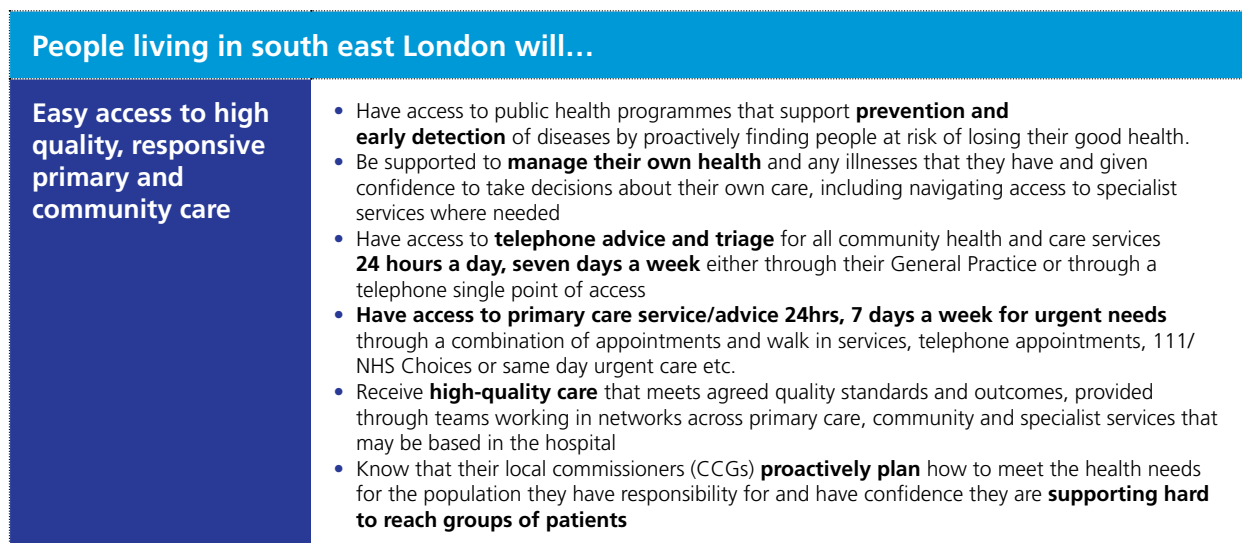 People living in south east London will…
Easy access to high
quality, responsive
primary and
community care
• Have access to public health programmes that support prevention and
early detection of diseases by proactively finding people at risk of losing their good health.
• Be supported to manage their own health and any illnesses that they have and given
confidence to take decisions about their own care, including navigating access to specialist
services where needed
• Have access to telephone advice and triage for all community health and care services
24 hours a day, seven days a week either through their General Practice or through a
telephone single point of access
• Have access to primary care service/advice 24hrs, 7 days a week for urgent needs
through a combination of appointments and walk in services, telephone appointments, 111/
NHS Choices or same day urgent care etc.
• Receive high-quality care that meets agreed quality standards and outcomes, provided
through teams working in networks across primary care, community and specialist services that
may be based in the hospital
• Know that their local commissioners (CCGs) proactively plan how to meet the health needs
for the population they have responsibility for and have confidence they are supporting hard
to reach groups of patients